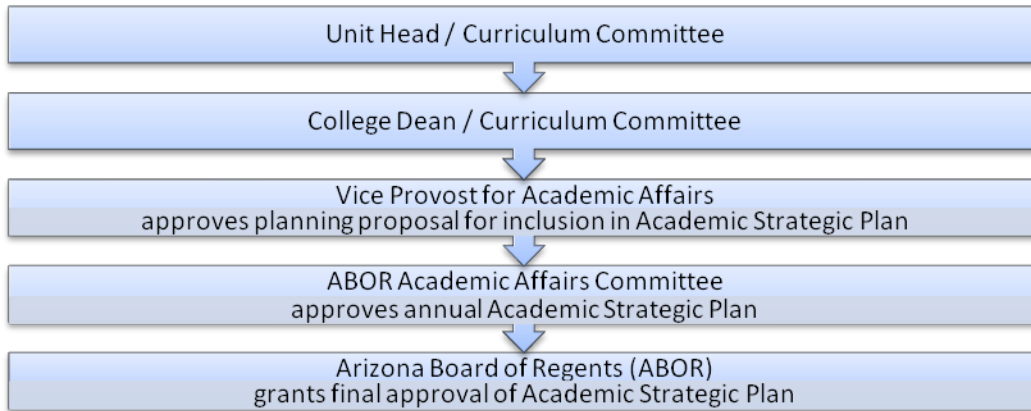 Unit Head / Curriculum Committee
College Dean / Curriculum Committee
Vice Provost for Academic Affairs
approves planning proposal for inclusion in Academic Strategic Plan
ABOR Academic Affairs Committee
approves annual Academic Strategic Plan
Arizona Board of Regents (ABOR)
grants final approval of Academic Strategic Plan